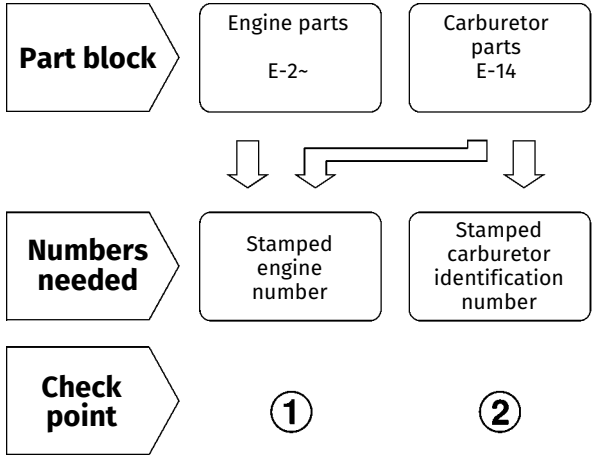 Part block
Engine parts
E-2~
Carburetor
parts
E-14
Numbers
needed
Stamped
engine
number
Stamped
carburetor
identification
number
Check
point
①
②